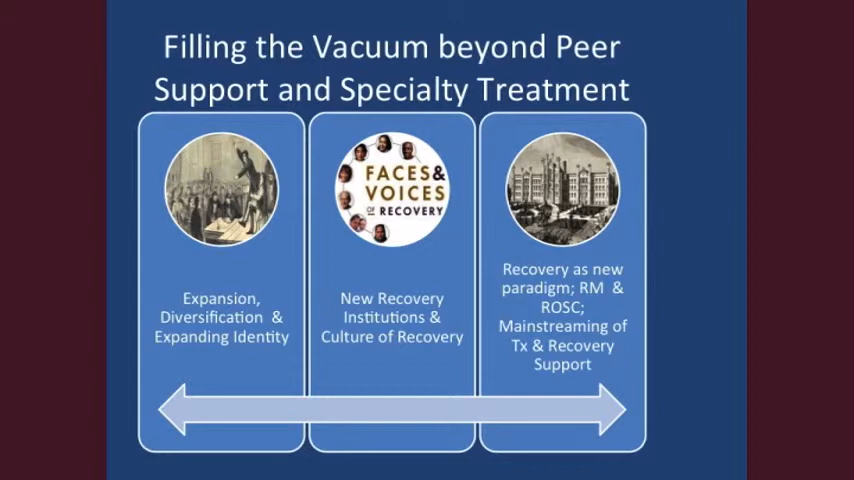 Filling the Vacuum beyond Peer
Support and Specialty Treatment
Expansion,
Diversification &
Expanding Identity
FACES&
VOICES
OF RECOVERY
New Recovery
Institutions &
Culture of Recovery
Recovery as new
paradigm; RM &
ROSC;
Mainstreaming of
Tx & Recovery
Support